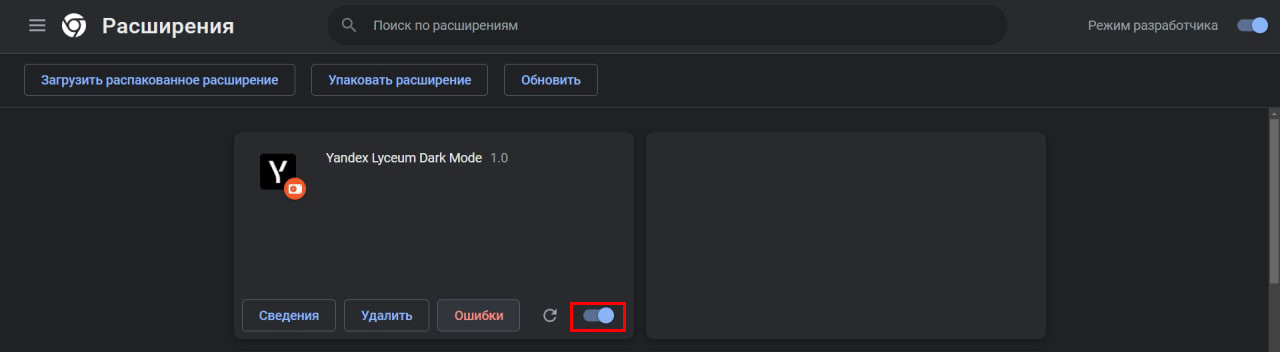 Расширения
Поиск по расширениям
Режим разработчика
Загрузить распакованное расширение
Упаковать расширение
Обновить
Yandex Lyceum Dark Mode 1.0
Сведения
Удалить
Ошибки